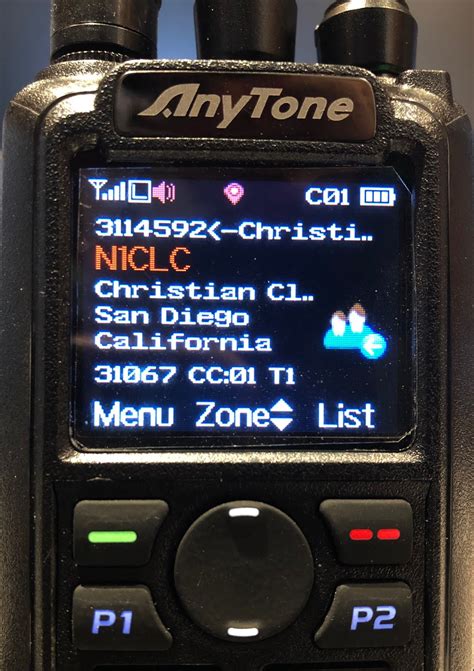 AnyTone
L C01
3114592<-Christi..
N1CLC
Christian Cl..
San Diego
California
31067 CC:01 T1
Menu Zone List
P1 P2